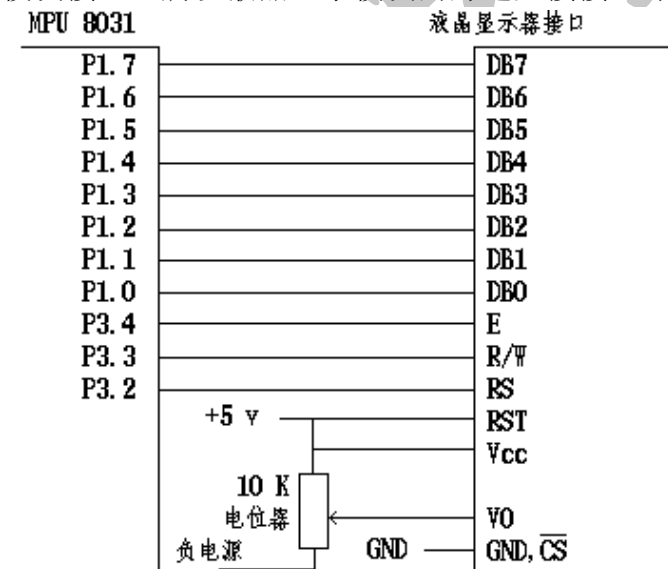 MPU 8031 液晶显示器接口
P1.7 DB7
P1.6 DB6
P1.5 DB5
P1.4 DB4
P1.3 DB3
P1.2 DB2
P1.1 DB1
P1.0 DB0
P3.4 E
P3.3 R/W̅
P3.2 RS
+5 V RST
Vcc
10 K
电位器 V0
负电源 GND GND, C̅S̅